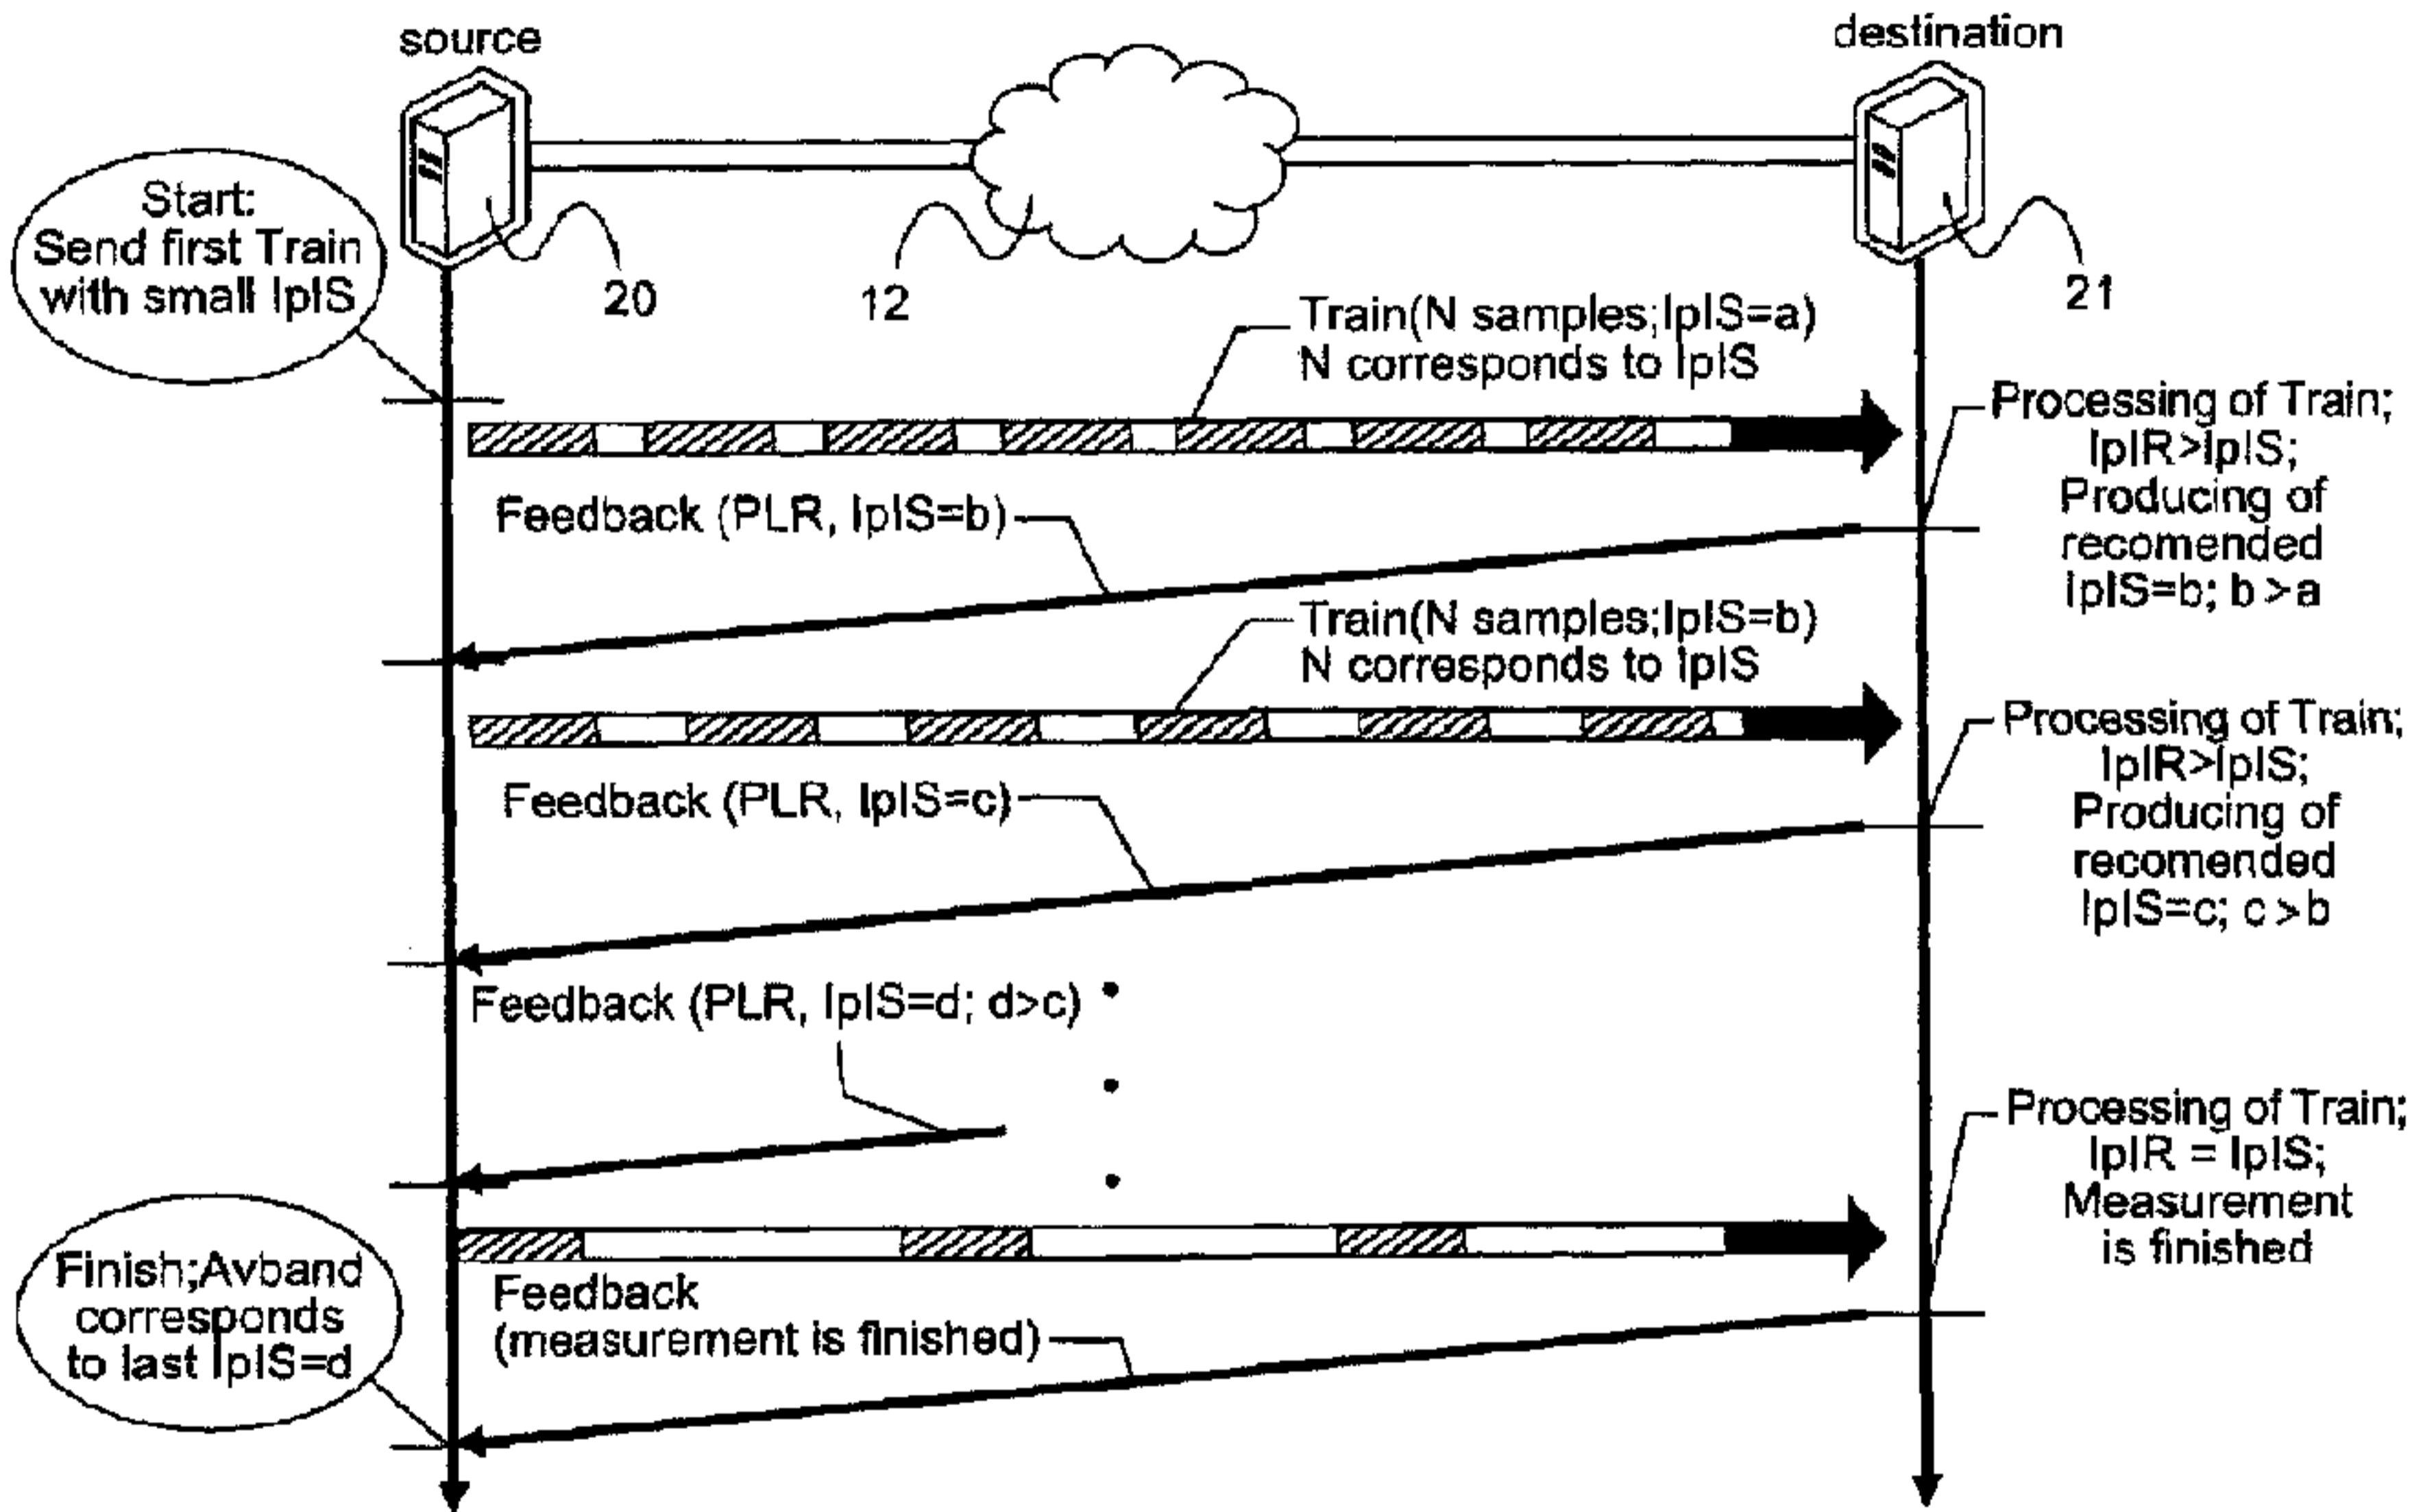 source
destination
Start:
Send first Train
with small IpIS
20
12
21
Train(N samples;IpIS=a)
N corresponds to IpIS
Processing of Train;
IpIR>IpIS;
Producing of
recomended
IpIS=b; b>a
Feedback (PLR, IpIS=b)
Train(N samples;IpIS=b)
N corresponds to IpIS
Processing of Train;
IpIR>IpIS;
Producing of
recomended
IpIS=c; c>b
Feedback (PLR, IpIS=c)
Feedback (PLR, IpIS=d; d>c)
Processing of Train;
IpIR = IpIS;
Measurement
is finished
Finish;Avband
corresponds
to last IpIS=d
Feedback
(measurement is finished)